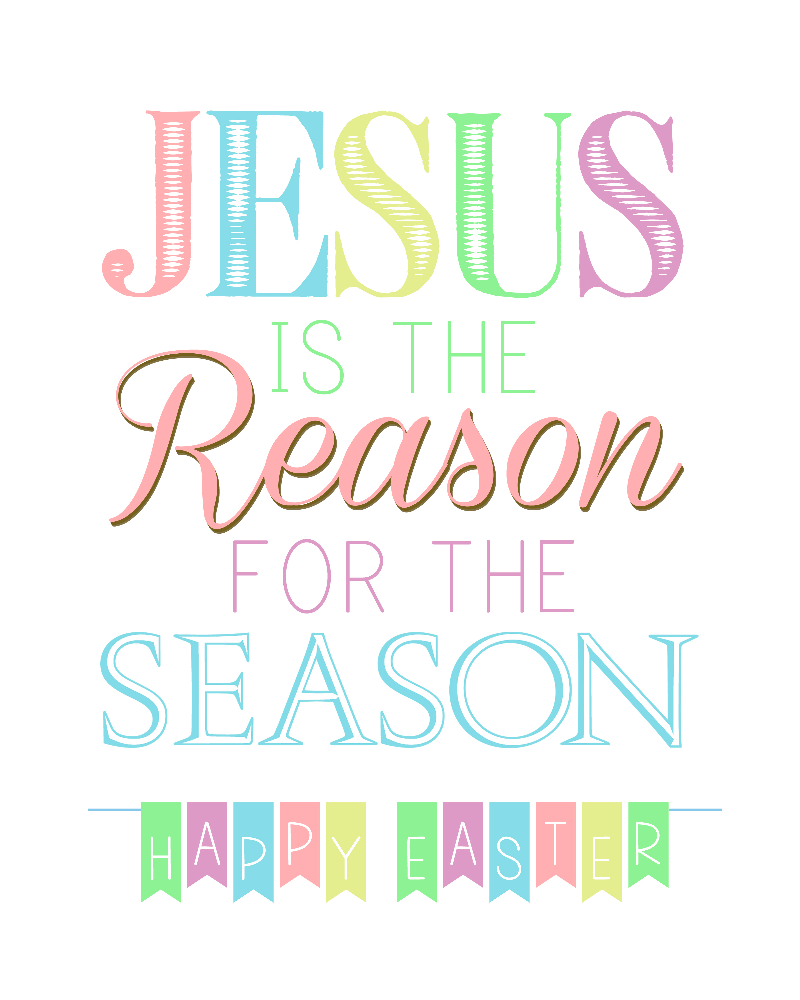 JESUS
IS THE
Reason
FOR THE
SEASON
HAPPY EASTER